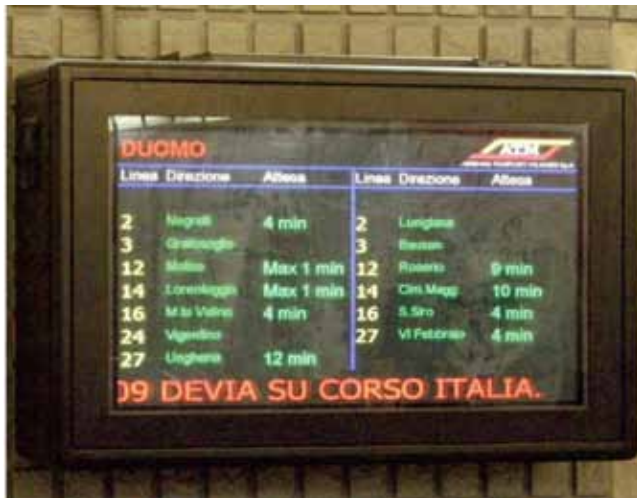 DUOMO
ATM
Linea Direzione Attesa Linea Direzione Attesa
2 Negrelli 4 min 2 Lunigiana
3 Gratosoglio 3 Bausan
12 Molise Max 1 min 12 Roserio 9 min
14 Lorenteggio Max 1 min 14 Cim.Magg. 10 min
16 M.te Velino 4 min 16 S.Siro 4 min
24 Vigentino 27 VI Febbraio 4 min
27 Ungheria 12 min
09 DEVIA SU CORSO ITALIA.